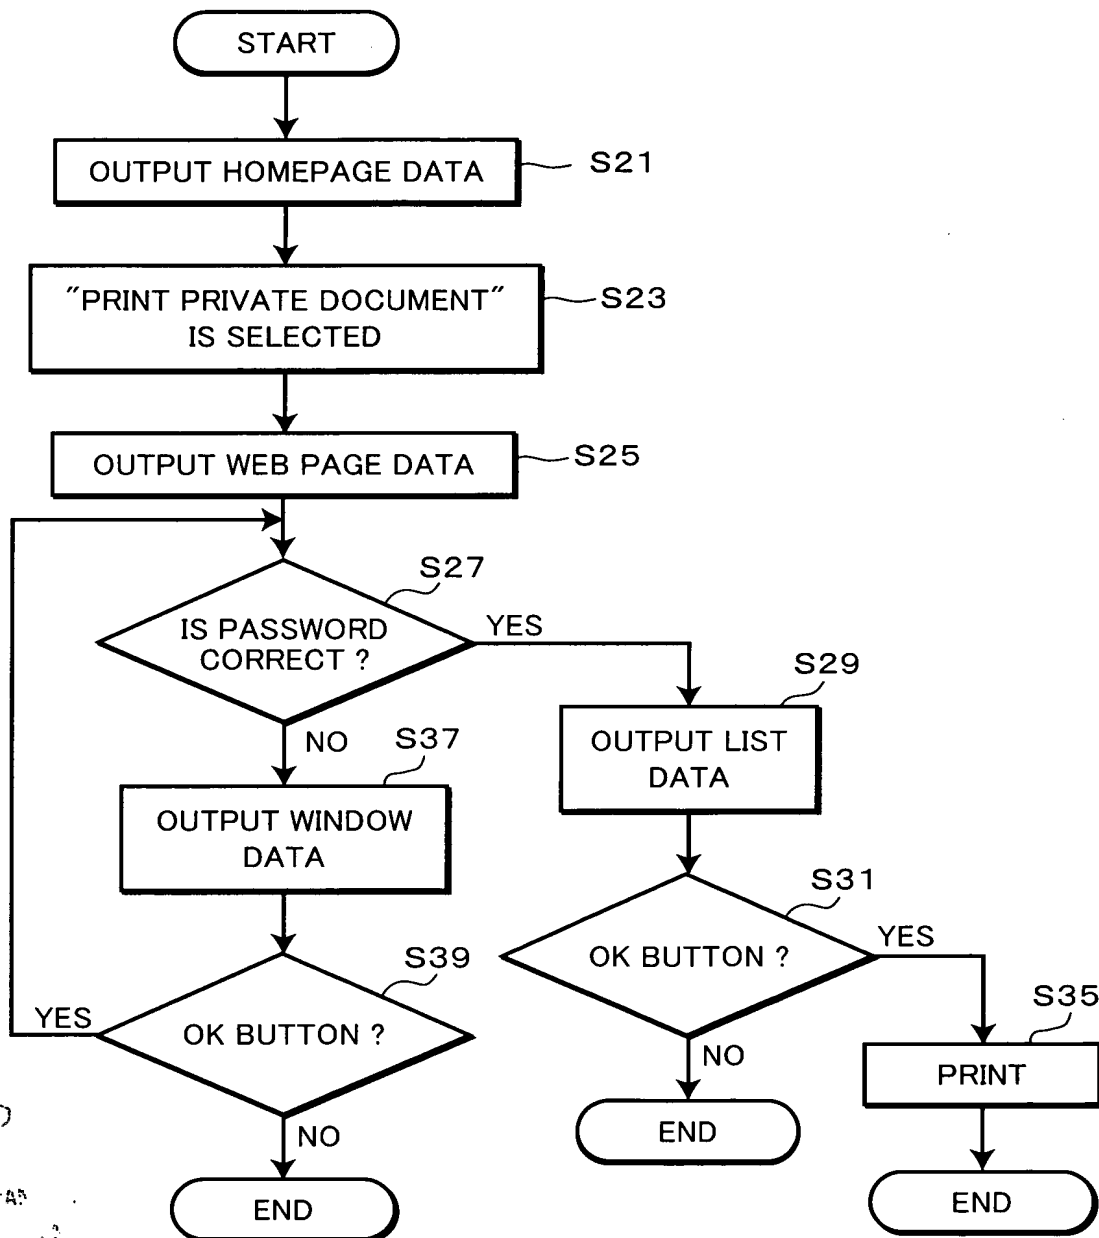 START
OUTPUT HOMEPAGE DATA
S21
"PRINT PRIVATE DOCUMENT"
IS SELECTED
S23
OUTPUT WEB PAGE DATA
S25
S27
IS PASSWORD
CORRECT ?
YES
NO
S37
OUTPUT WINDOW
DATA
S39
OK BUTTON ?
YES
NO
END
S29
OUTPUT LIST
DATA
S31
OK BUTTON ?
YES
NO
END
S35
PRINT
END